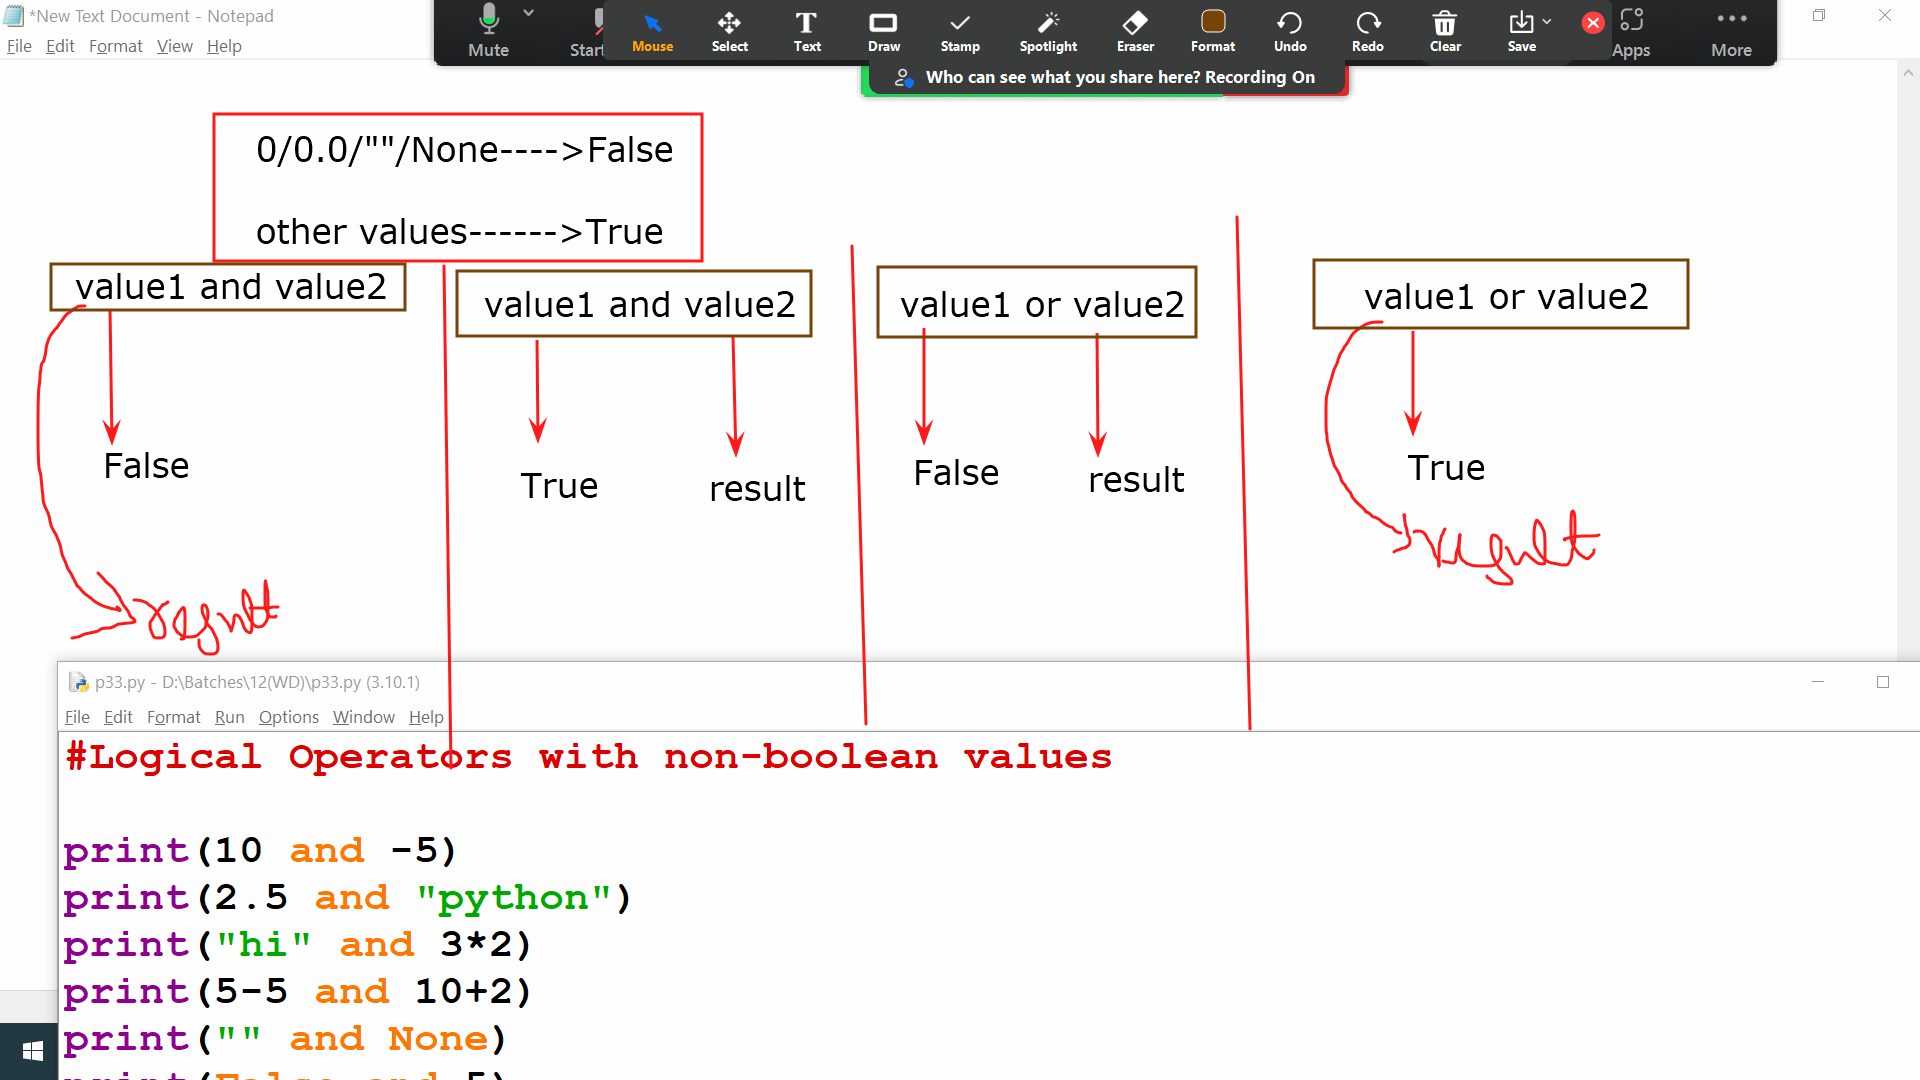 *New Text Document - Notepad
File Edit Format View Help
Mute Start Mouse Select Text Draw Stamp Spotlight Eraser Format Undo Redo Clear Save Apps More
Who can see what you share here? Recording On
0/0.0/""/None---->False
other values------>True
value1 and value2
value1 and value2
value1 or value2
value1 or value2
False
True result
False result
True
result
result
p33.py - D:\Batches\12(WD)\p33.py (3.10.1)
File Edit Format Run Options Window Help
#Logical Operators with non-boolean values
print(10 and -5)
print(2.5 and "python")
print("hi" and 3*2)
print(5-5 and 10+2)
print("" and None)
print(False and 5)